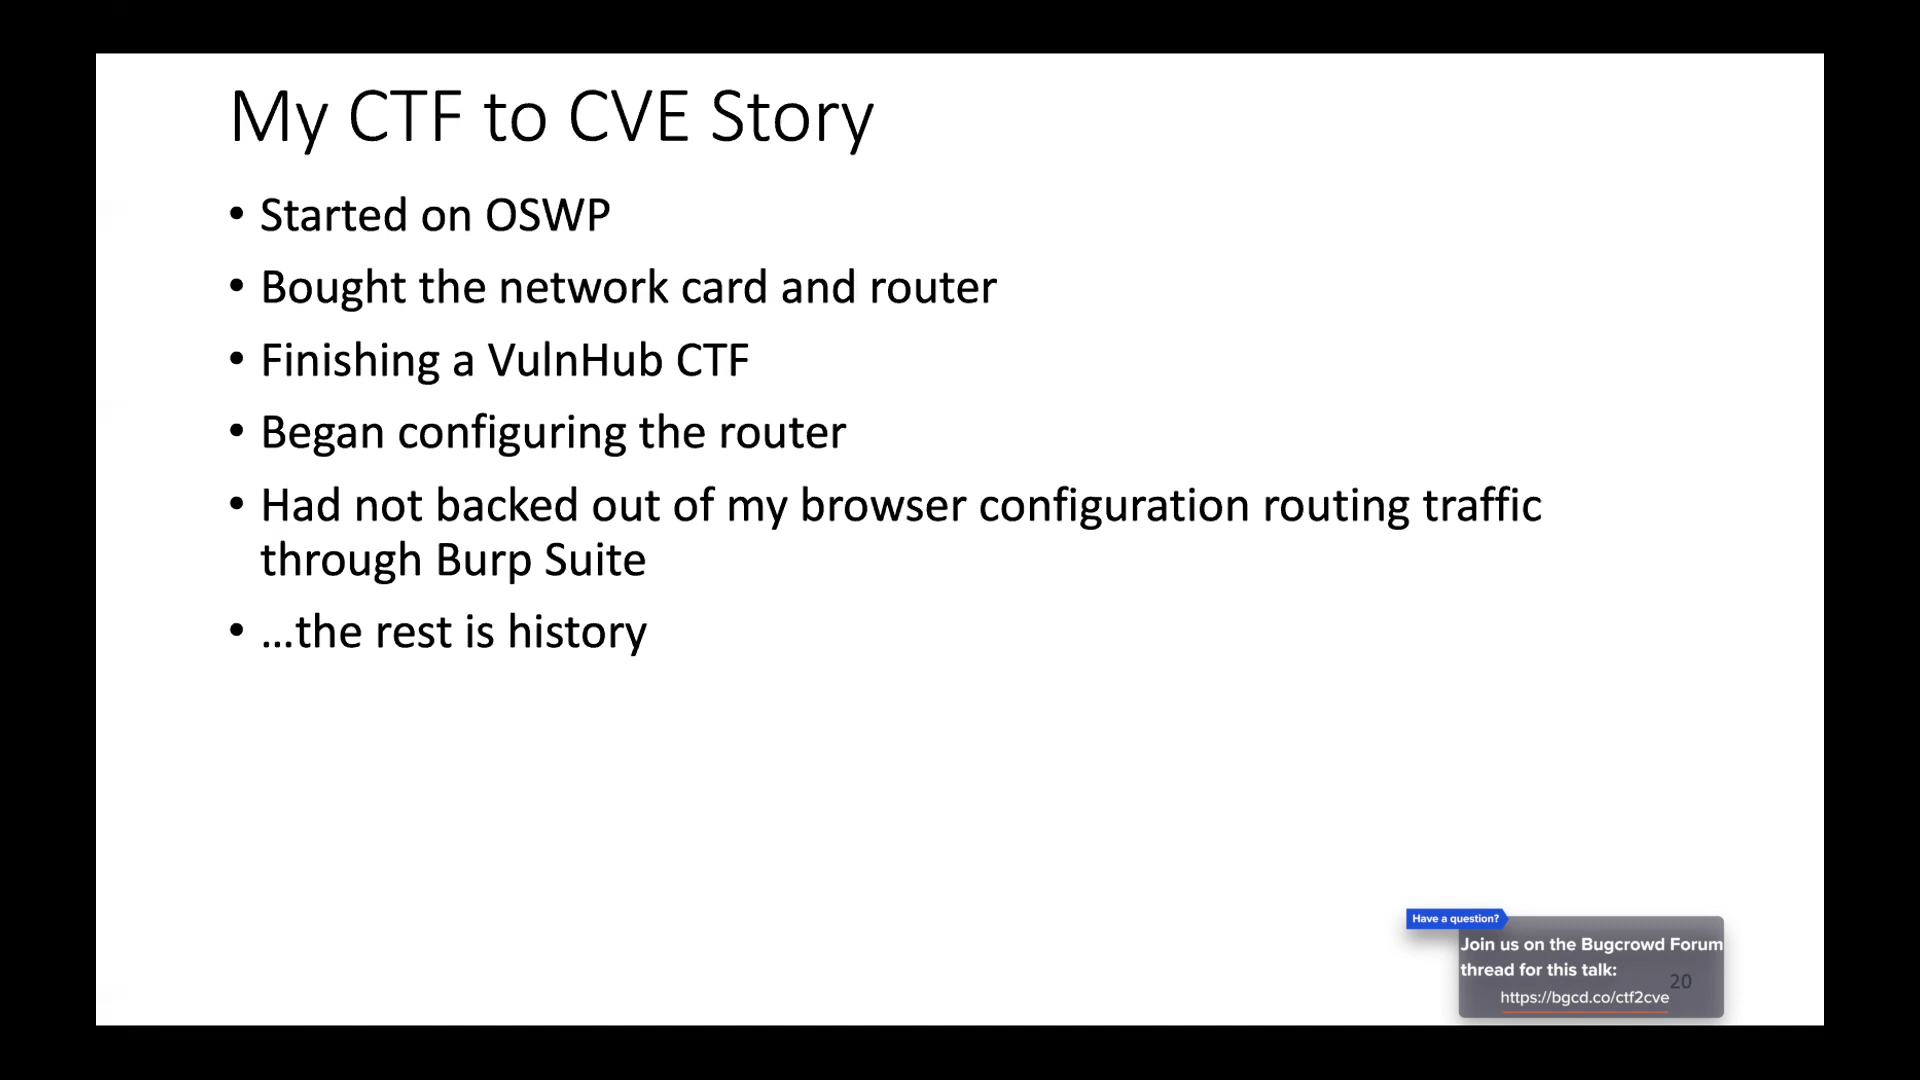 My CTF to CVE Story
• Started on OSWP
• Bought the network card and router
• Finishing a VulnHub CTF
• Began configuring the router
• Had not backed out of my browser configuration routing traffic
through Burp Suite
• …the rest is history
Have a question?
Join us on the Bugcrowd Forum
thread for this talk:
20
https://bgcd.co/ctf2cve